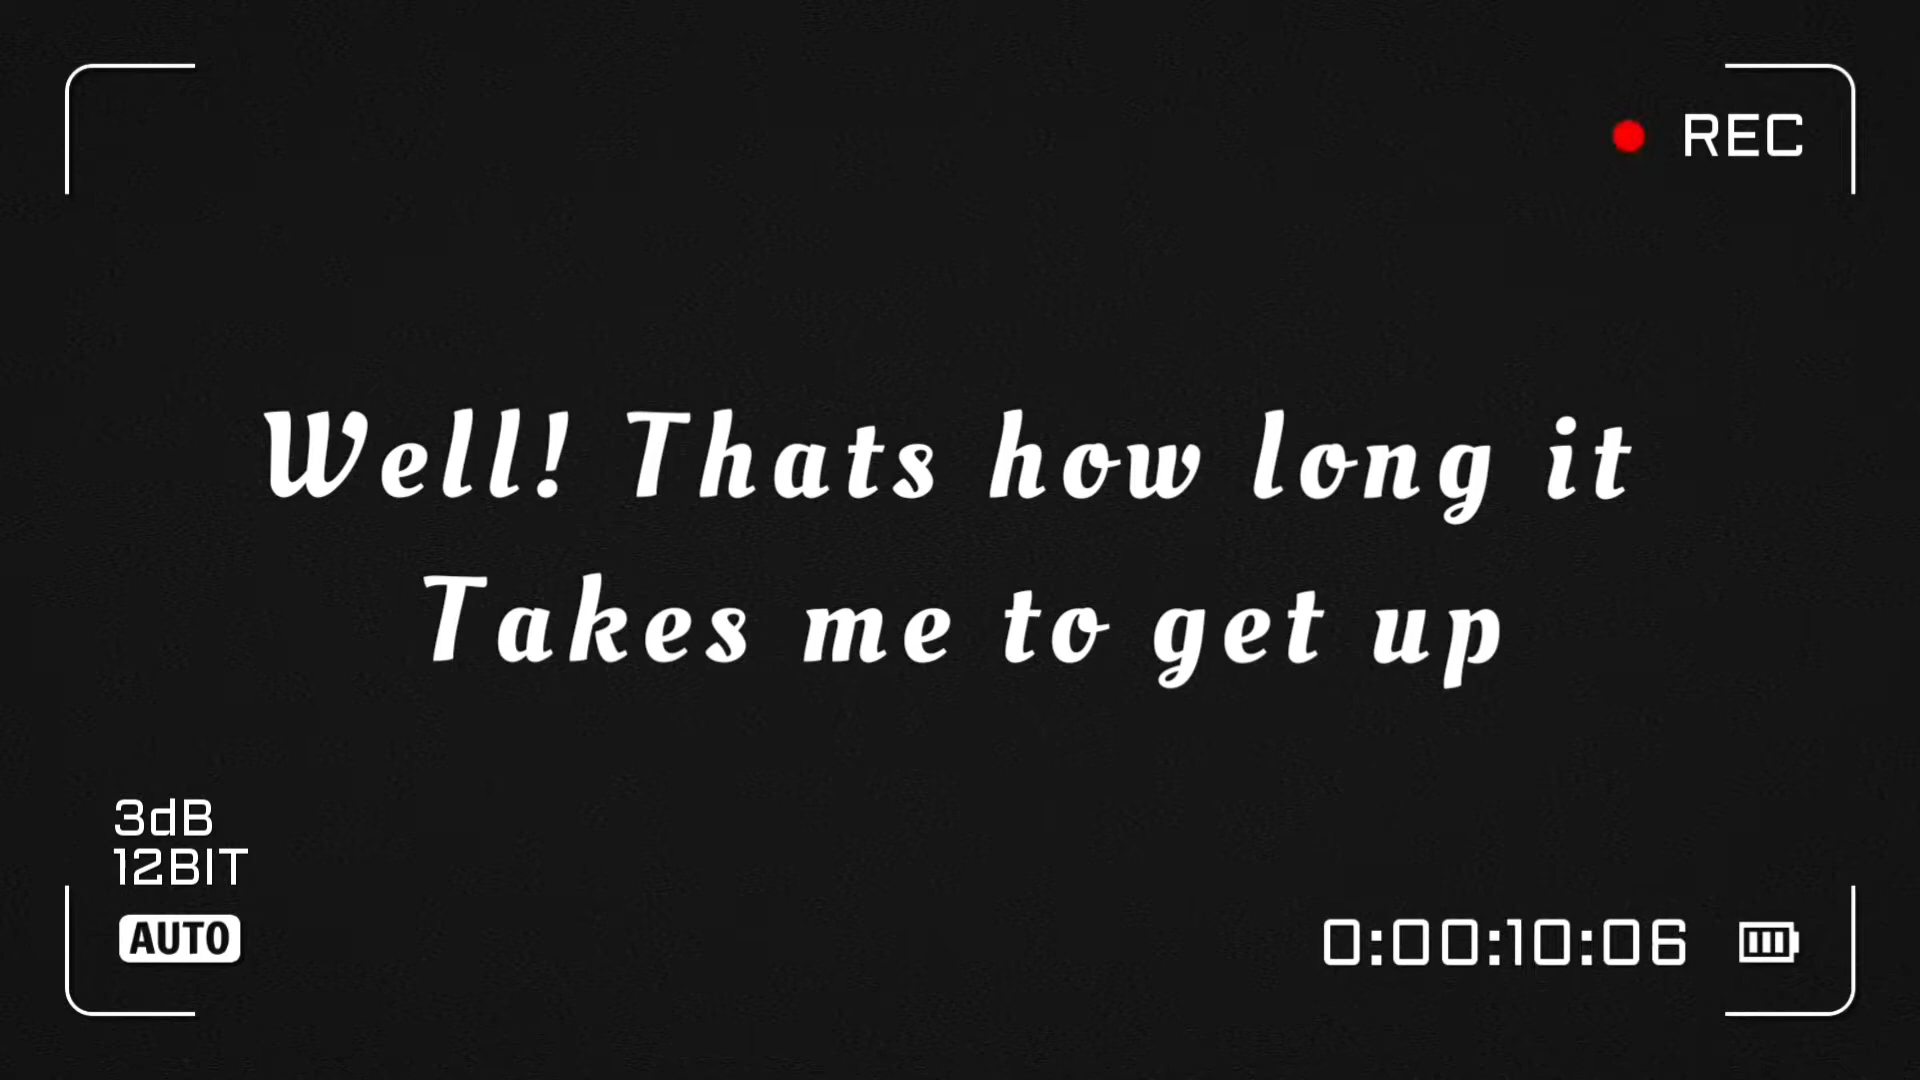 REC
Well! Thats how long it
Takes me to get up
3dB
12BIT
AUTO
0:00:10:06